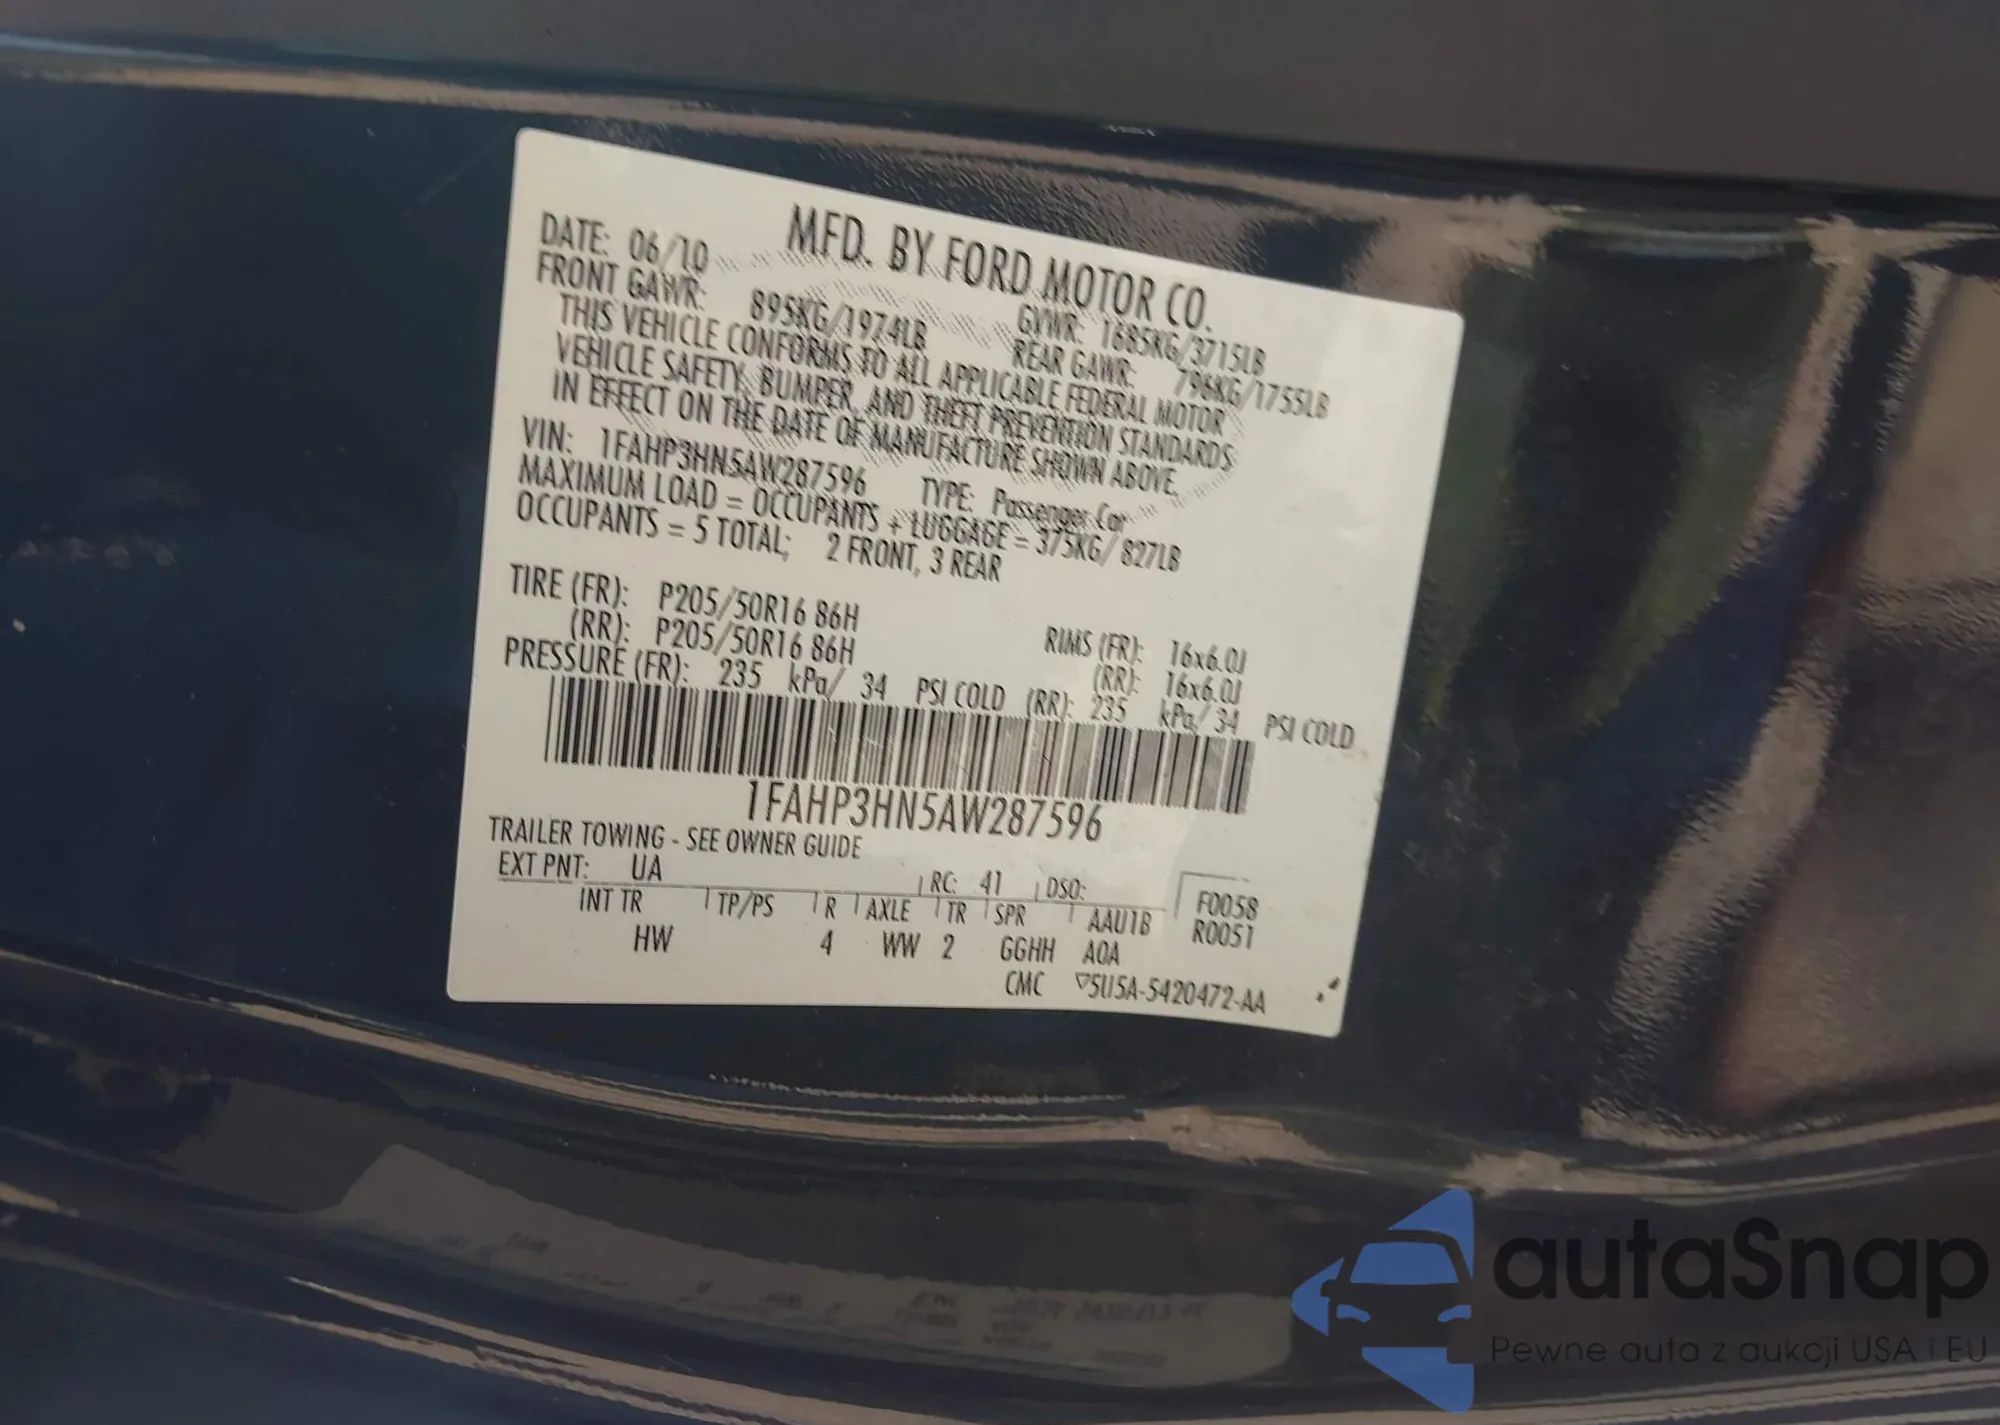 MFD. BY FORD MOTOR CO.
DATE: 06/10 GVWR: 1685KG/3715LB
FRONT GAWR: 895KG/1974LB REAR GAWR: 796KG/1755LB
THIS VEHICLE CONFORMS TO ALL APPLICABLE FEDERAL MOTOR
VEHICLE SAFETY, BUMPER, AND THEFT PREVENTION STANDARDS
IN EFFECT ON THE DATE OF MANUFACTURE SHOWN ABOVE.
VIN: 1FAHP3HN5AW287596 TYPE: Passenger Car
MAXIMUM LOAD = OCCUPANTS + LUGGAGE = 375KG/ 827LB
OCCUPANTS = 5 TOTAL; 2 FRONT, 3 REAR
TIRE (FR): P205/50R16 86H RIMS (FR): 16x6.0J
(RR): P205/50R16 86H (RR): 16x6.0J
PRESSURE (FR): 235 kPa/ 34 PSI COLD (RR): 235 kPa/ 34 PSI COLD
1FAHP3HN5AW287596
TRAILER TOWING - SEE OWNER GUIDE
EXT PNT: UA RC: 41 DSO: F0058
INT TR TP/PS R AXLE TR SPR AAU1B R0051
HW 4 WW 2 GGHH A0A
CMC ▽5U5A-5420472-AA
autaSnap
Pewne auta z aukcji USA i EU